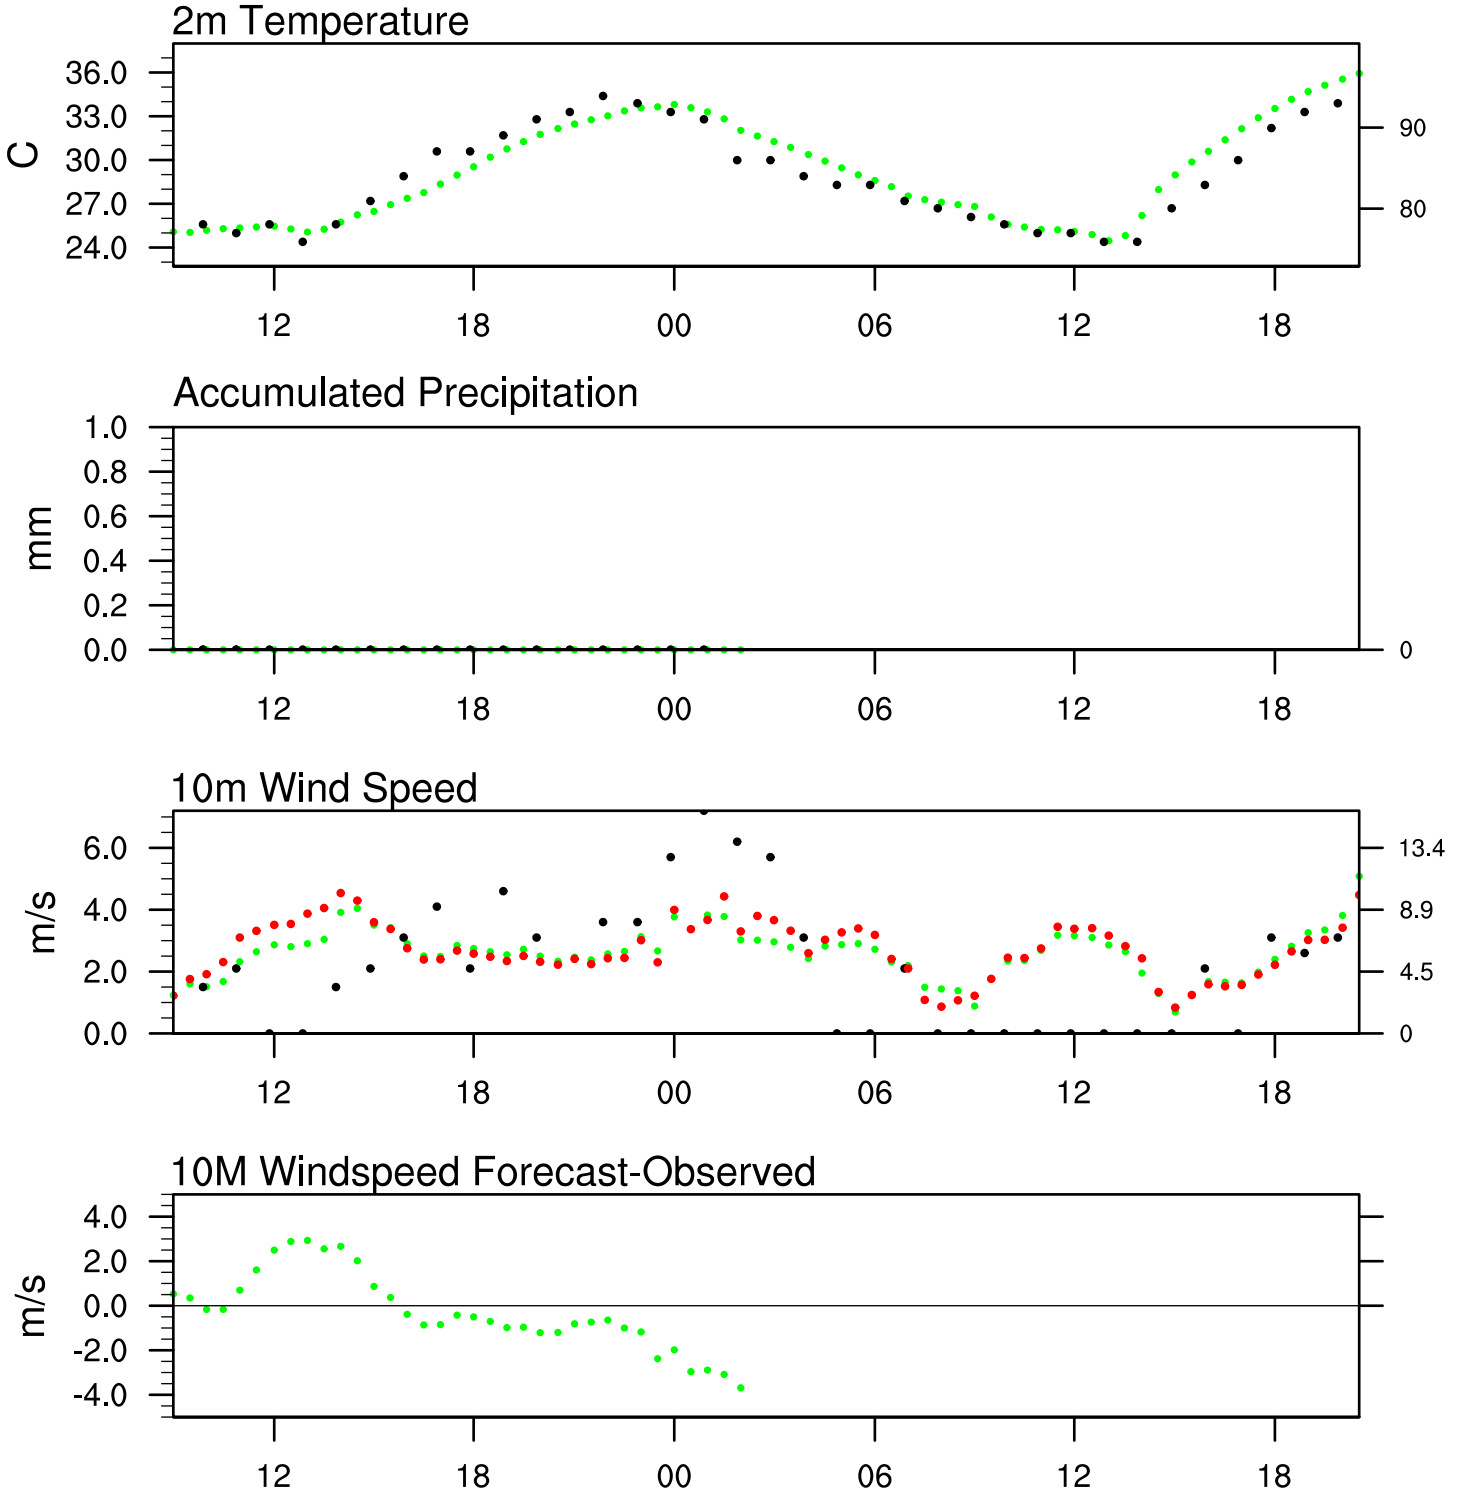 2m Temperature
36.0
33.0
30.0
27.0
24.0
C
90
80
12 18 00 06 12 18
Accumulated Precipitation
1.0
0.8
0.6
0.4
0.2
0.0
mm
0
12 18 00 06 12 18
10m Wind Speed
6.0
4.0
2.0
0.0
m/s
13.4
8.9
4.5
0
12 18 00 06 12 18
10M Windspeed Forecast-Observed
4.0
2.0
0.0
-2.0
-4.0
m/s
12 18 00 06 12 18